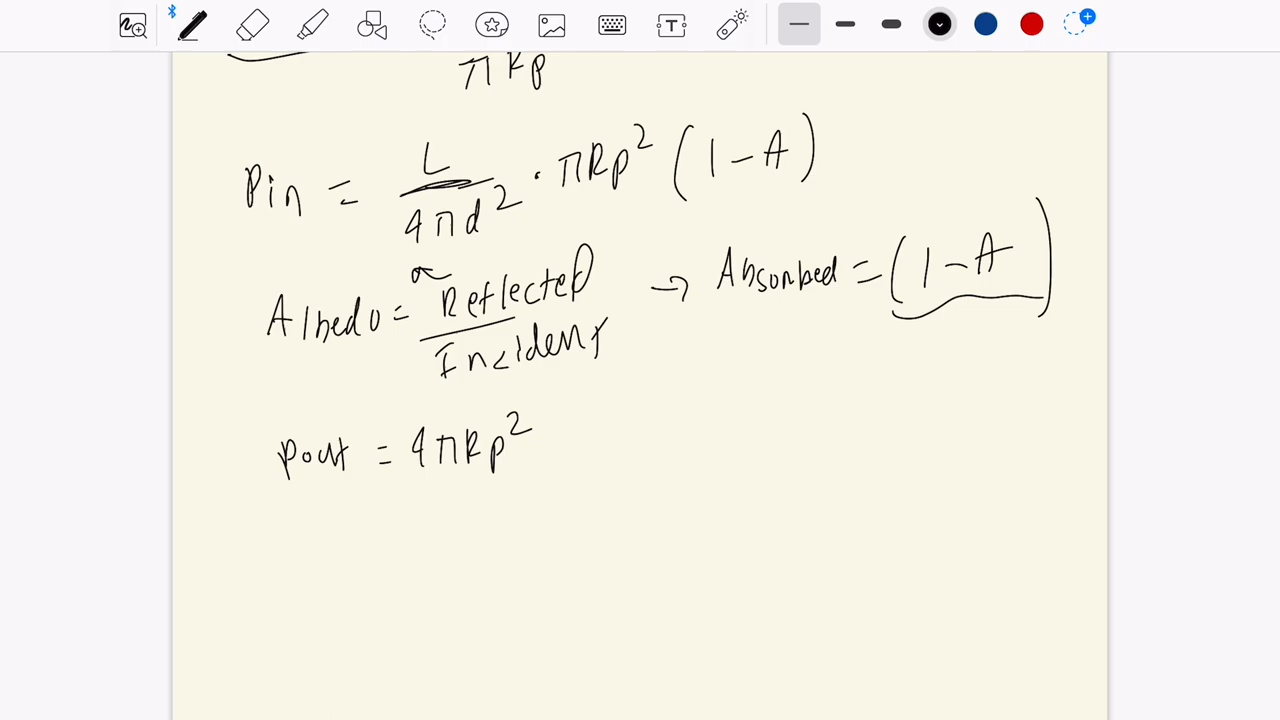 πRp
Pin = L / 4πd² · πRp² (1-A)
Albedo = Reflected / Incident → Absorbed = (1-A)
α
Pout = 4πRp²